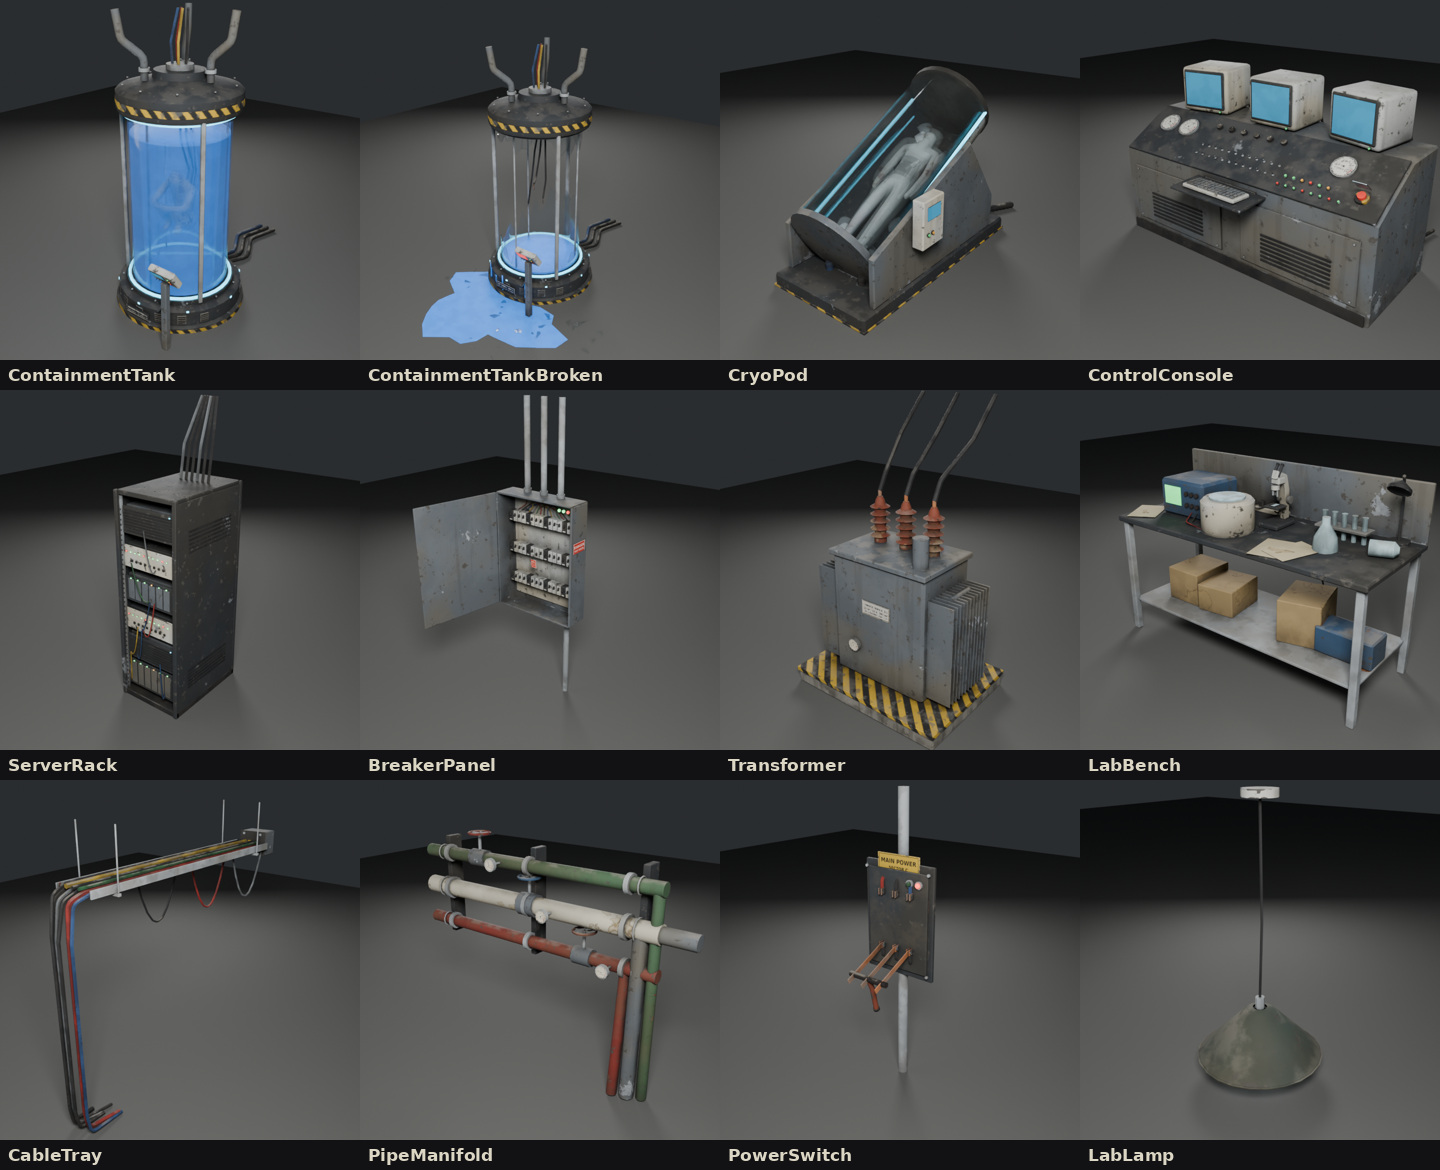 ContainmentTank
ContainmentTankBroken
CryoPod
ControlConsole
ServerRack
BreakerPanel
Transformer
LabBench
MAIN POWER
CableTray
PipeManifold
PowerSwitch
LabLamp